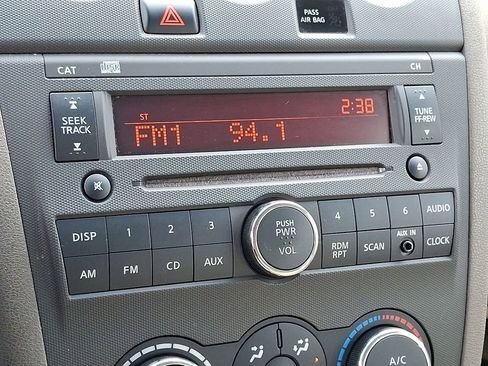 PASS
AIR BAG
CAT
CH
SEEK
TRACK
ST
2:38
FM1 94.1
TUNE
FF·REW
DISP 1 2 3
AM FM CD AUX
PUSH
PWR
VOL
4 5 6 AUDIO
RDM
RPT
SCAN
AUX IN
CLOCK
A/C